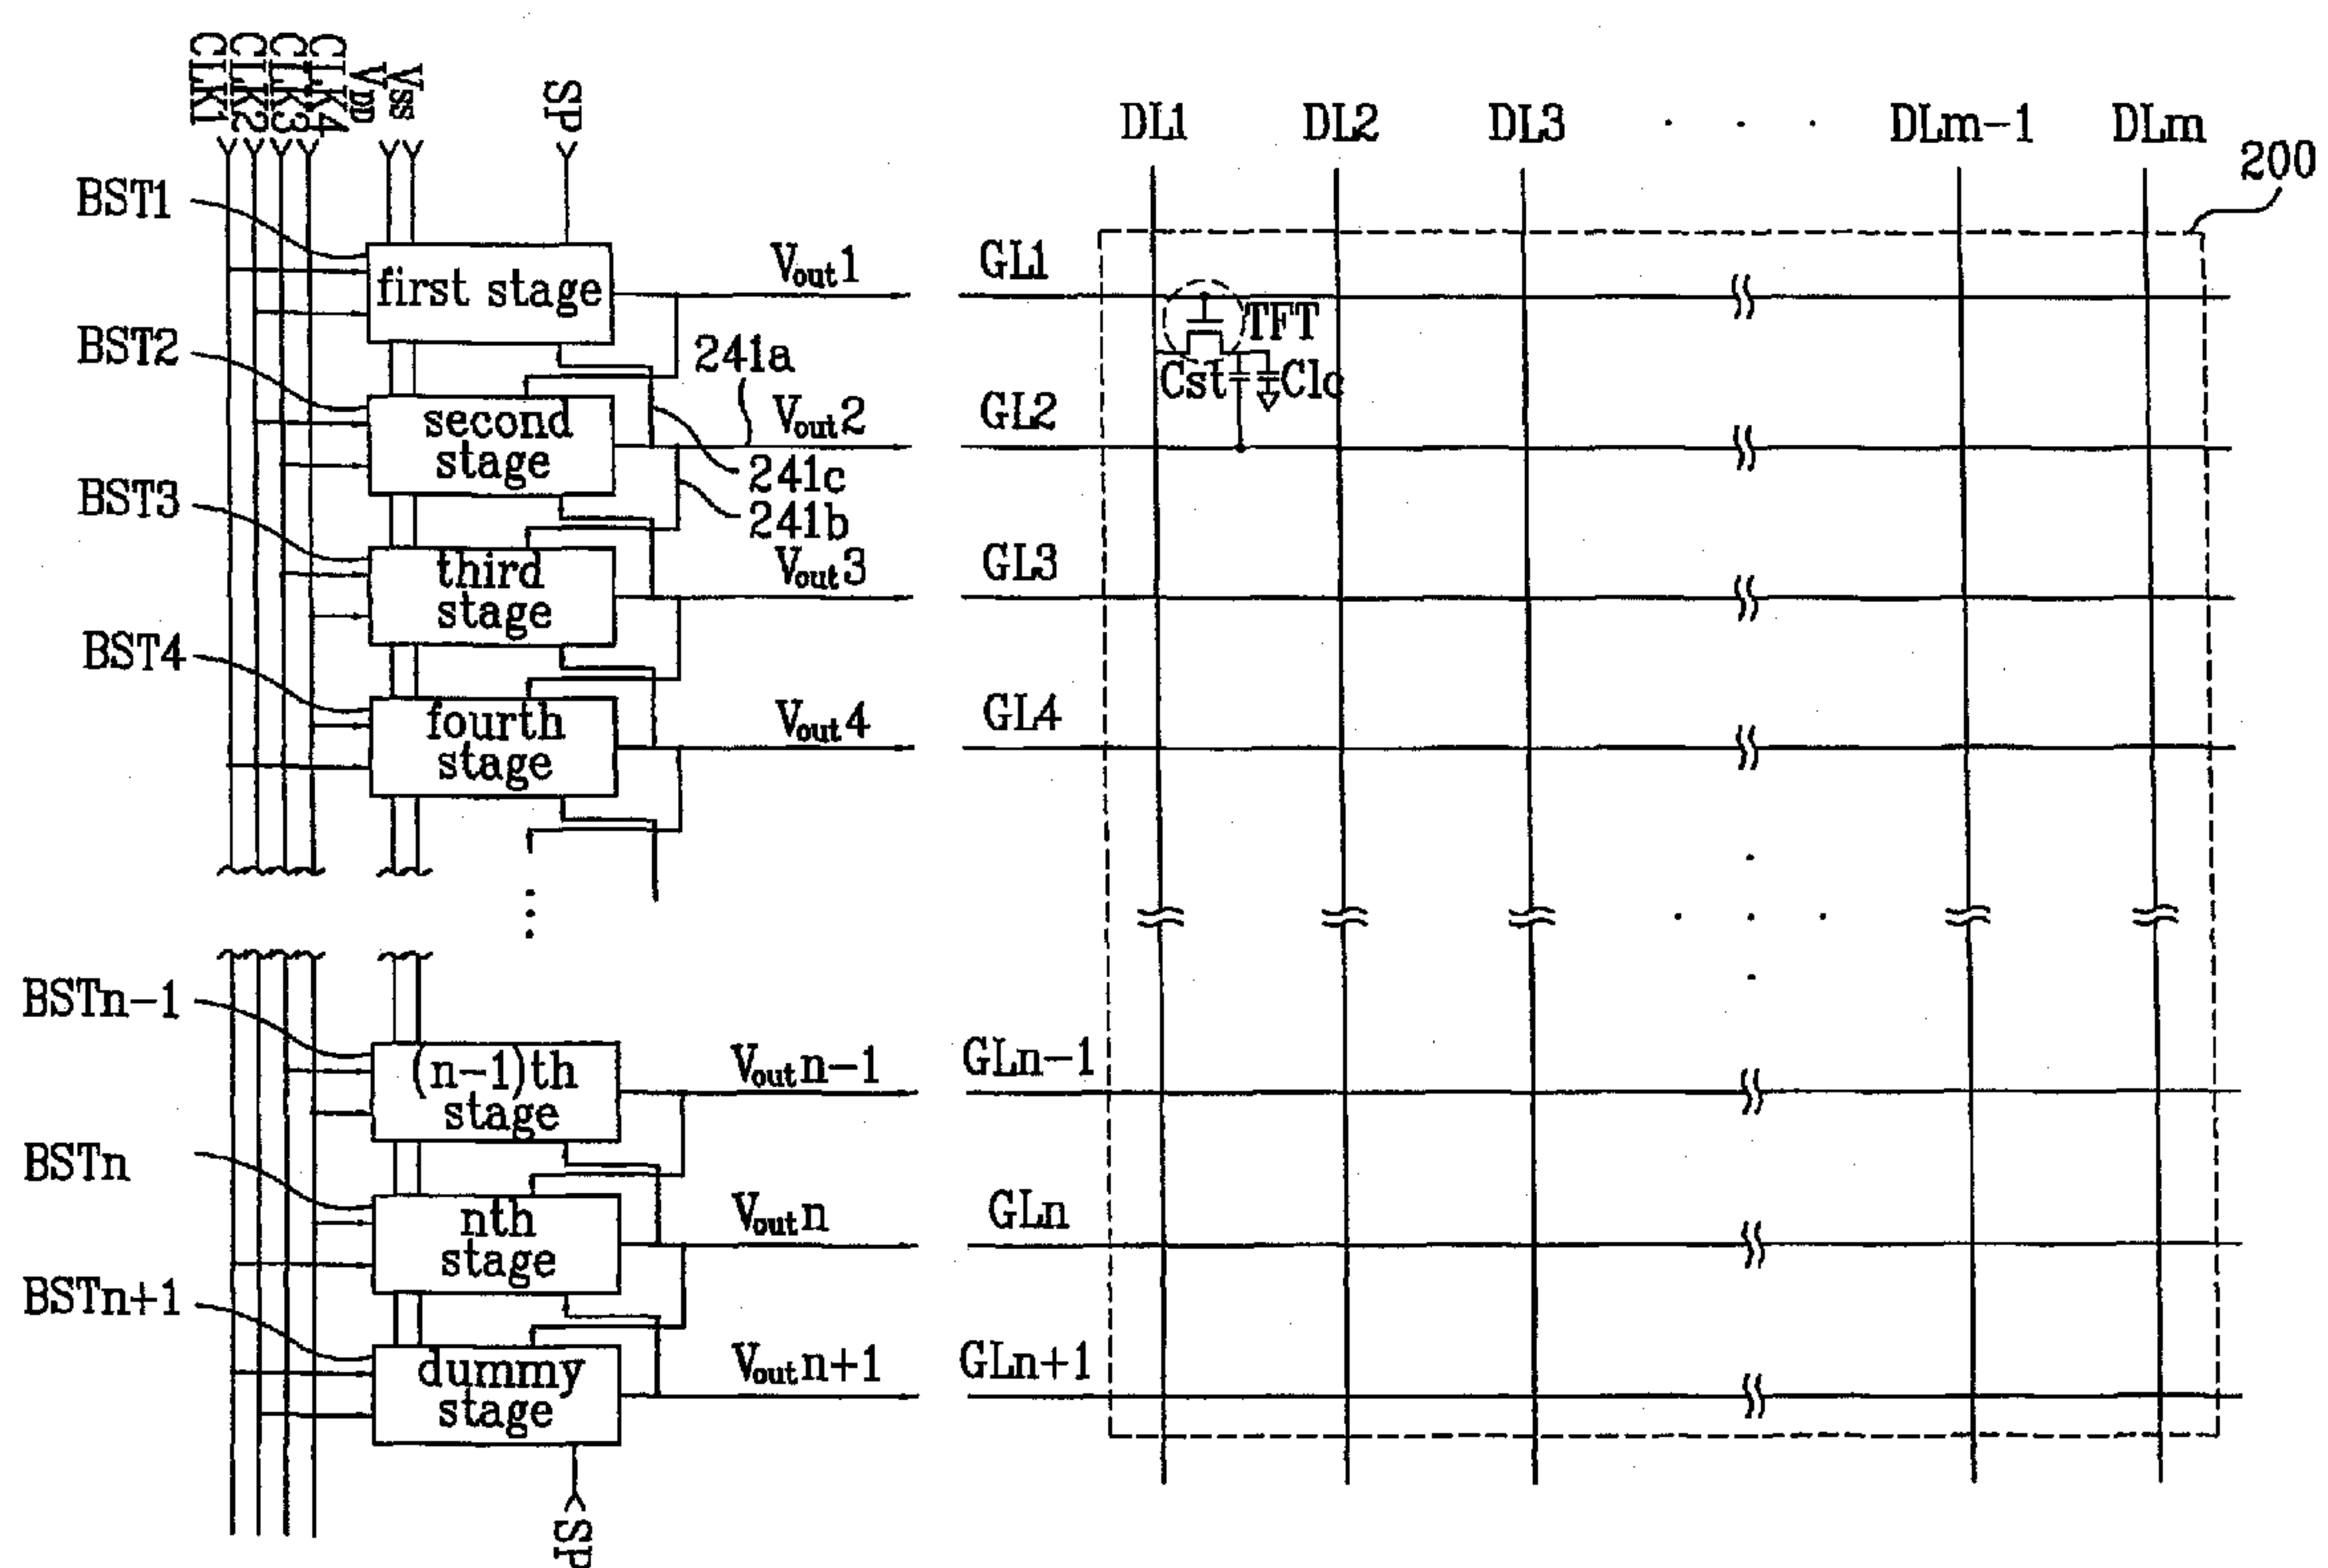 CLK1
CLK2
CLK3
CLK4
VDD
VSS
SP
DL1 DL2 DL3 . . . DLm-1 DLm
200
BST1
first stage
Vout1
GL1
TFT
Cst
Clc
BST2
second
stage
241a
Vout2
GL2
241c
241b
BST3
third
stage
Vout3
GL3
BST4
fourth
stage
Vout4
GL4
BSTn-1
(n-1)th
stage
Voutn-1
GLn-1
BSTn
nth
stage
Voutn
GLn
BSTn+1
dummy
stage
Voutn+1
GLn+1
SP